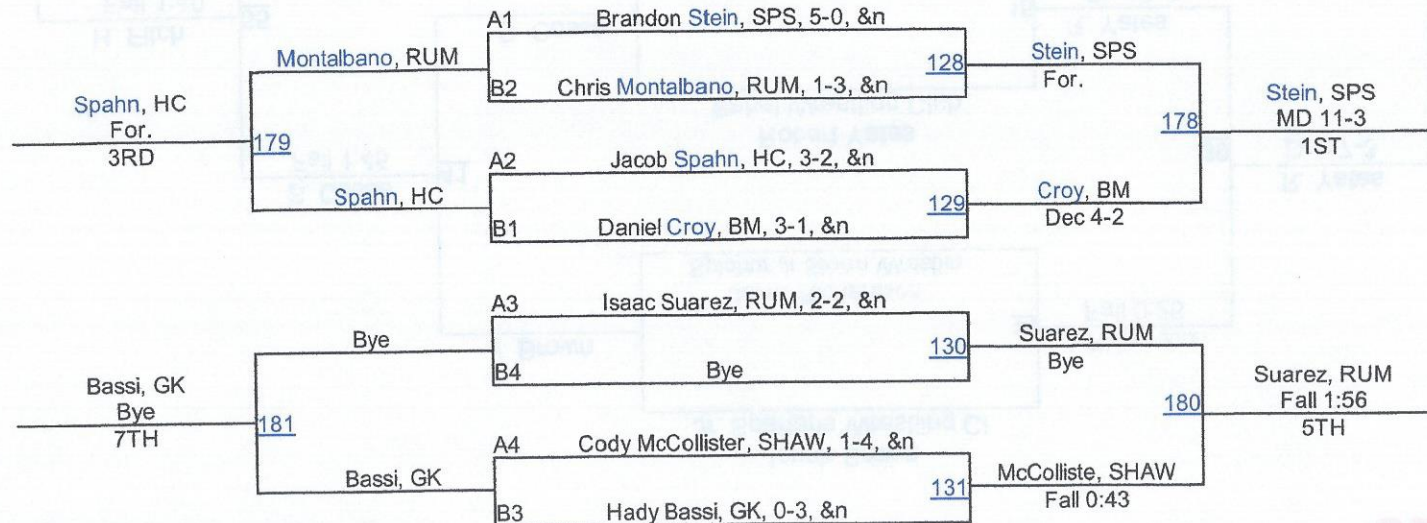 A1 Brandon Stein, SPS, 5-0, &n
Montalbano, RUM
128
Stein, SPS
For.
B2 Chris Montalbano, RUM, 1-3, &n
Spahn, HC
For.
3RD
179
178
Stein, SPS
MD 11-3
1ST
A2 Jacob Spahn, HC, 3-2, &n
Spahn, HC
129
Croy, BM
Dec 4-2
B1 Daniel Croy, BM, 3-1, &n
A3 Isaac Suarez, RUM, 2-2, &n
Bye
130
Suarez, RUM
Bye
B4 Bye
Bassi, GK
Bye
7TH
181
180
Suarez, RUM
Fall 1:56
5TH
A4 Cody McCollister, SHAW, 1-4, &n
Bassi, GK
131
McColliste, SHAW
Fall 0:43
B3 Hady Bassi, GK, 0-3, &n